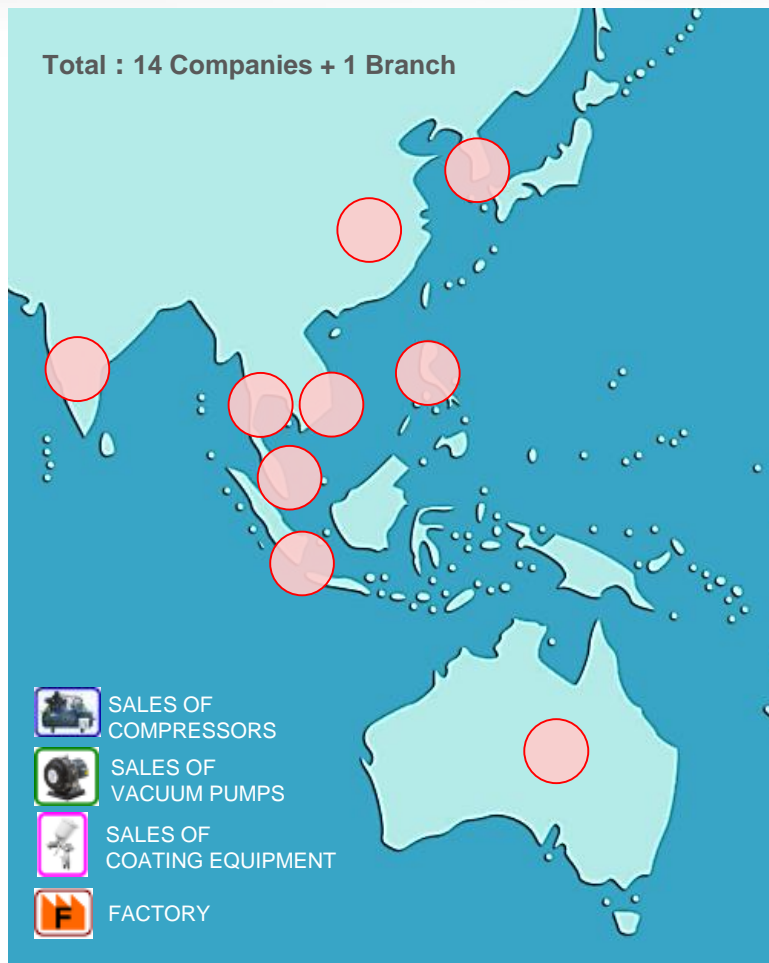 Total : 14 Companies + 1 Branch
SALES OF
COMPRESSORS
SALES OF
VACUUM PUMPS
SALES OF
COATING EQUIPMENT
F
FACTORY